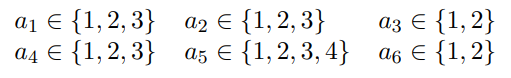 a₁ ∈ {1, 2, 3} a₂ ∈ {1, 2, 3} a₃ ∈ {1, 2}
a₄ ∈ {1, 2, 3} a₅ ∈ {1, 2, 3, 4} a₆ ∈ {1, 2}